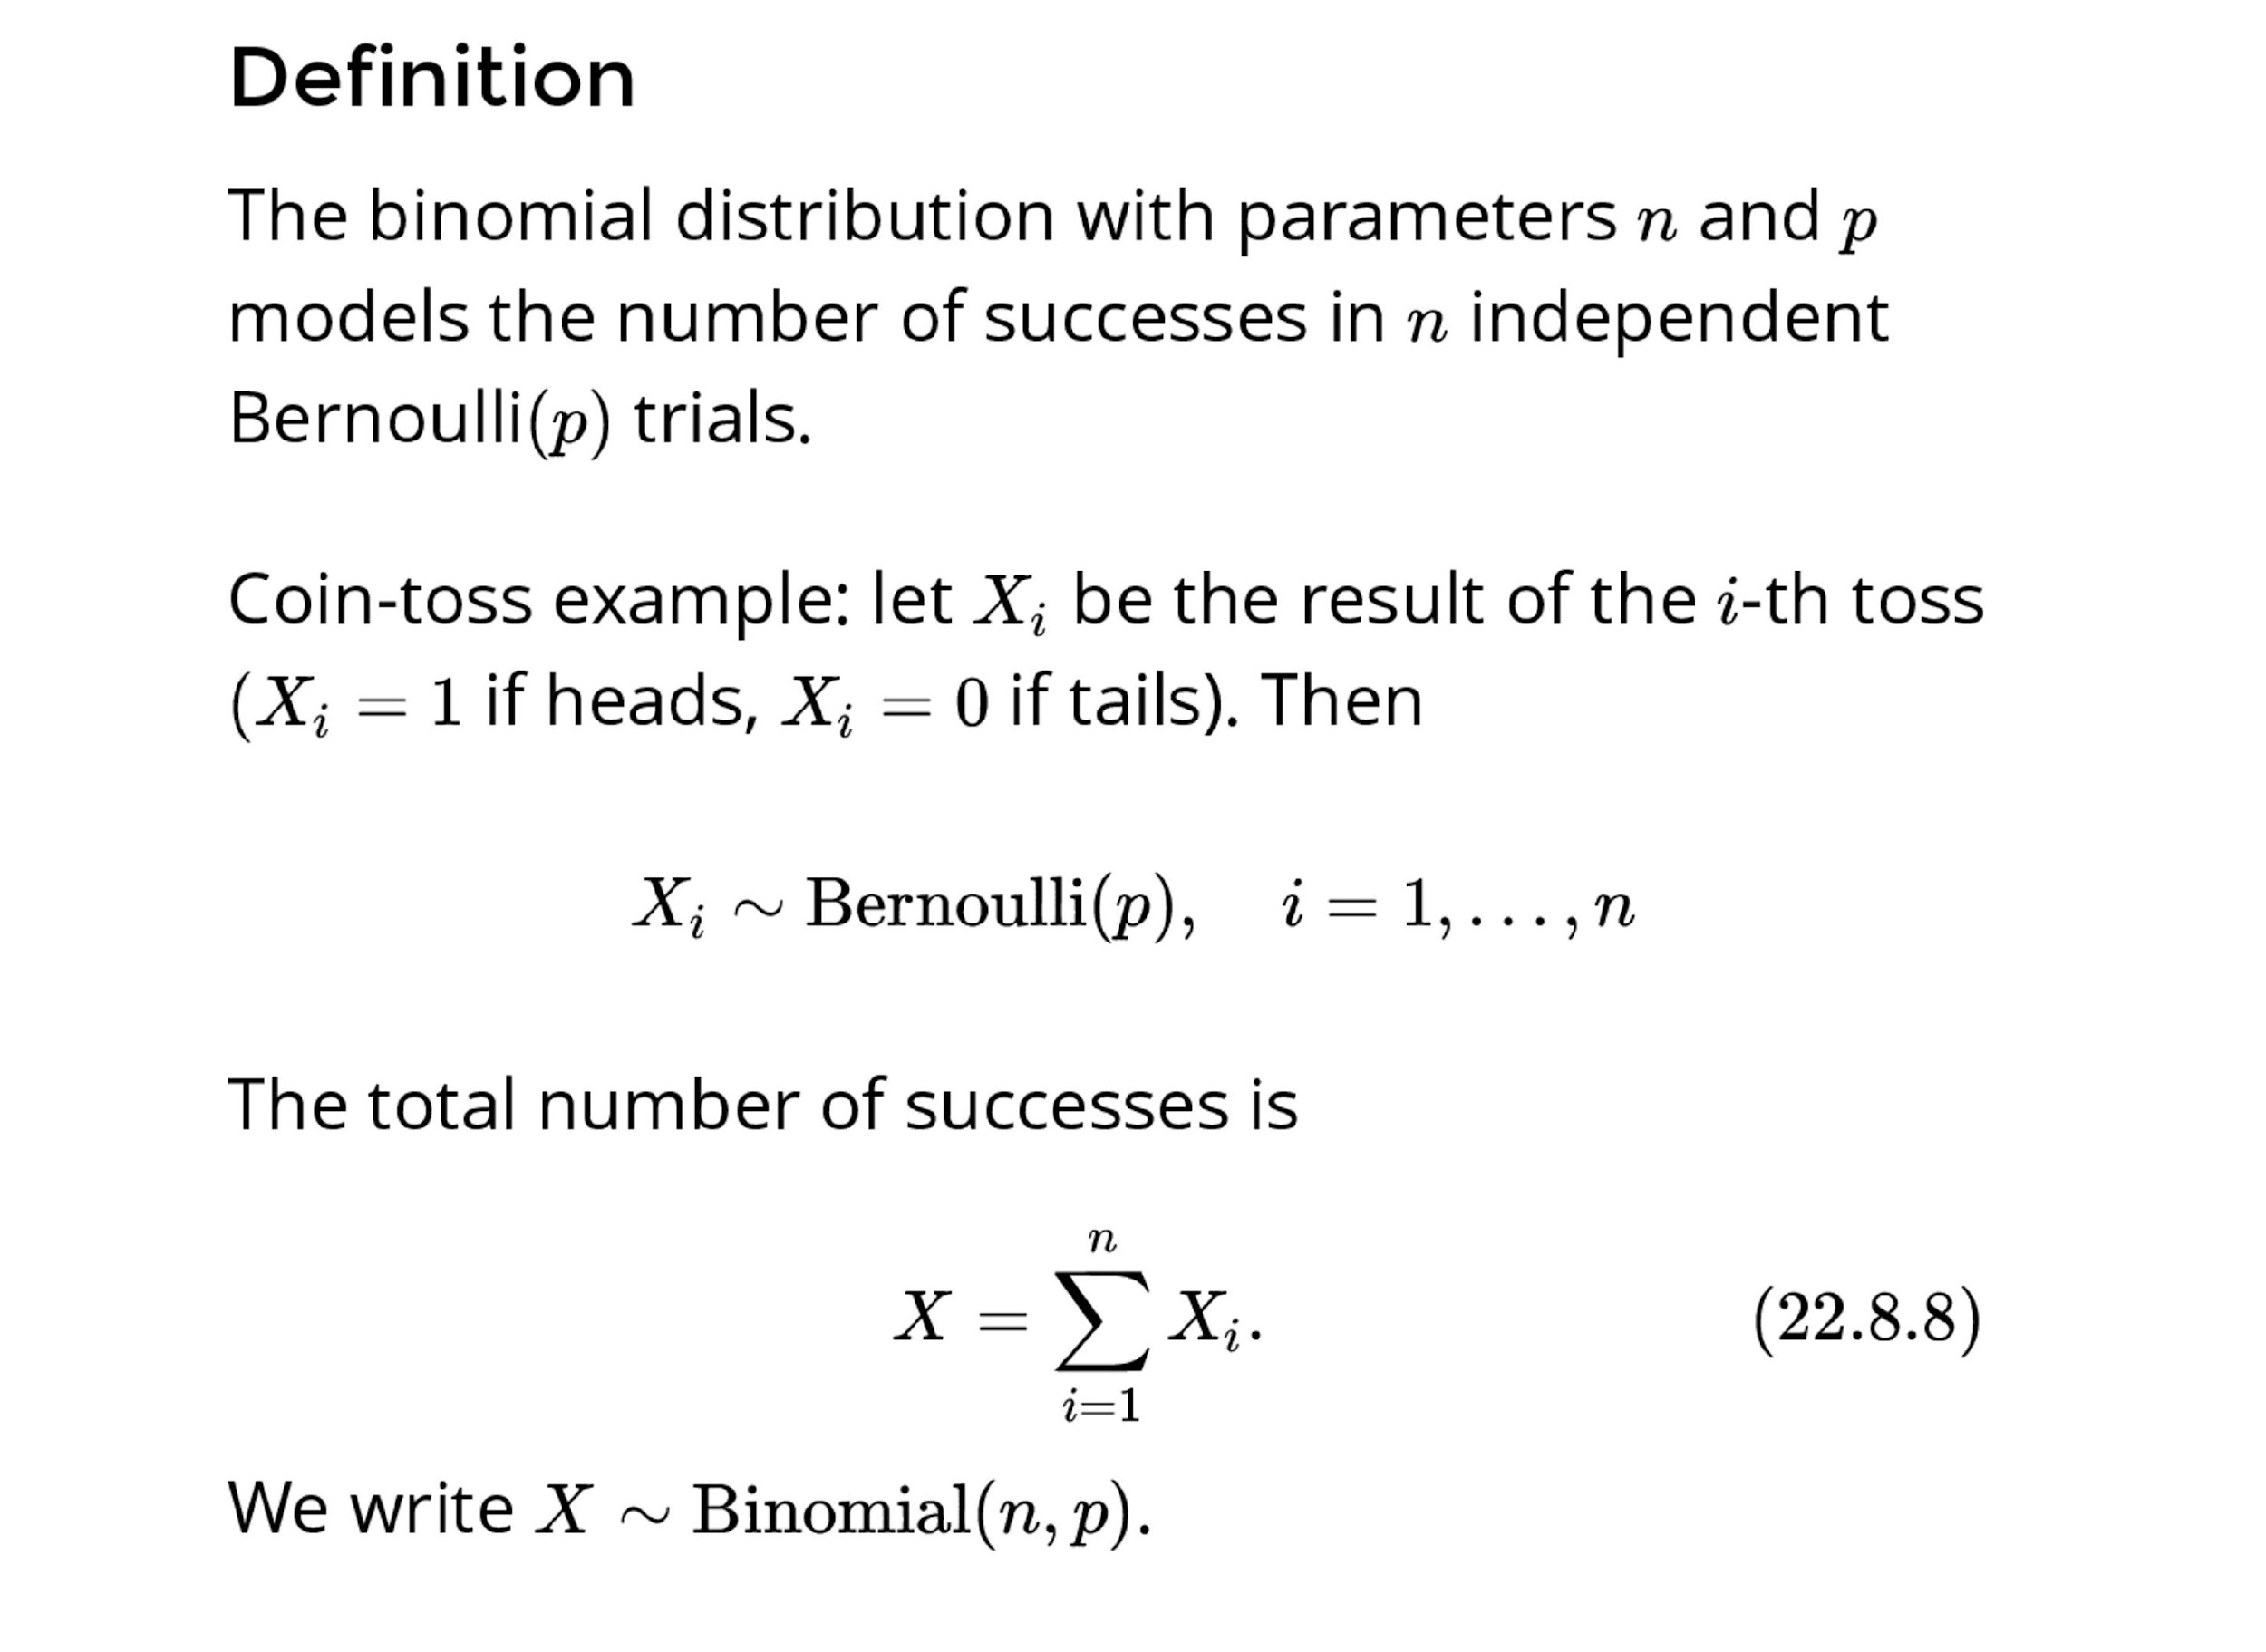 Definition
The binomial distribution with parameters n and p
models the number of successes in n independent
Bernoulli(p) trials.
Coin-toss example: let X_i be the result of the i-th toss
(X_i = 1 if heads, X_i = 0 if tails). Then
X_i ∼ Bernoulli(p), i = 1, . . . , n
The total number of successes is
X = \sum_{i=1}^{n} X_i. (22.8.8)
We write X ∼ Binomial(n, p).